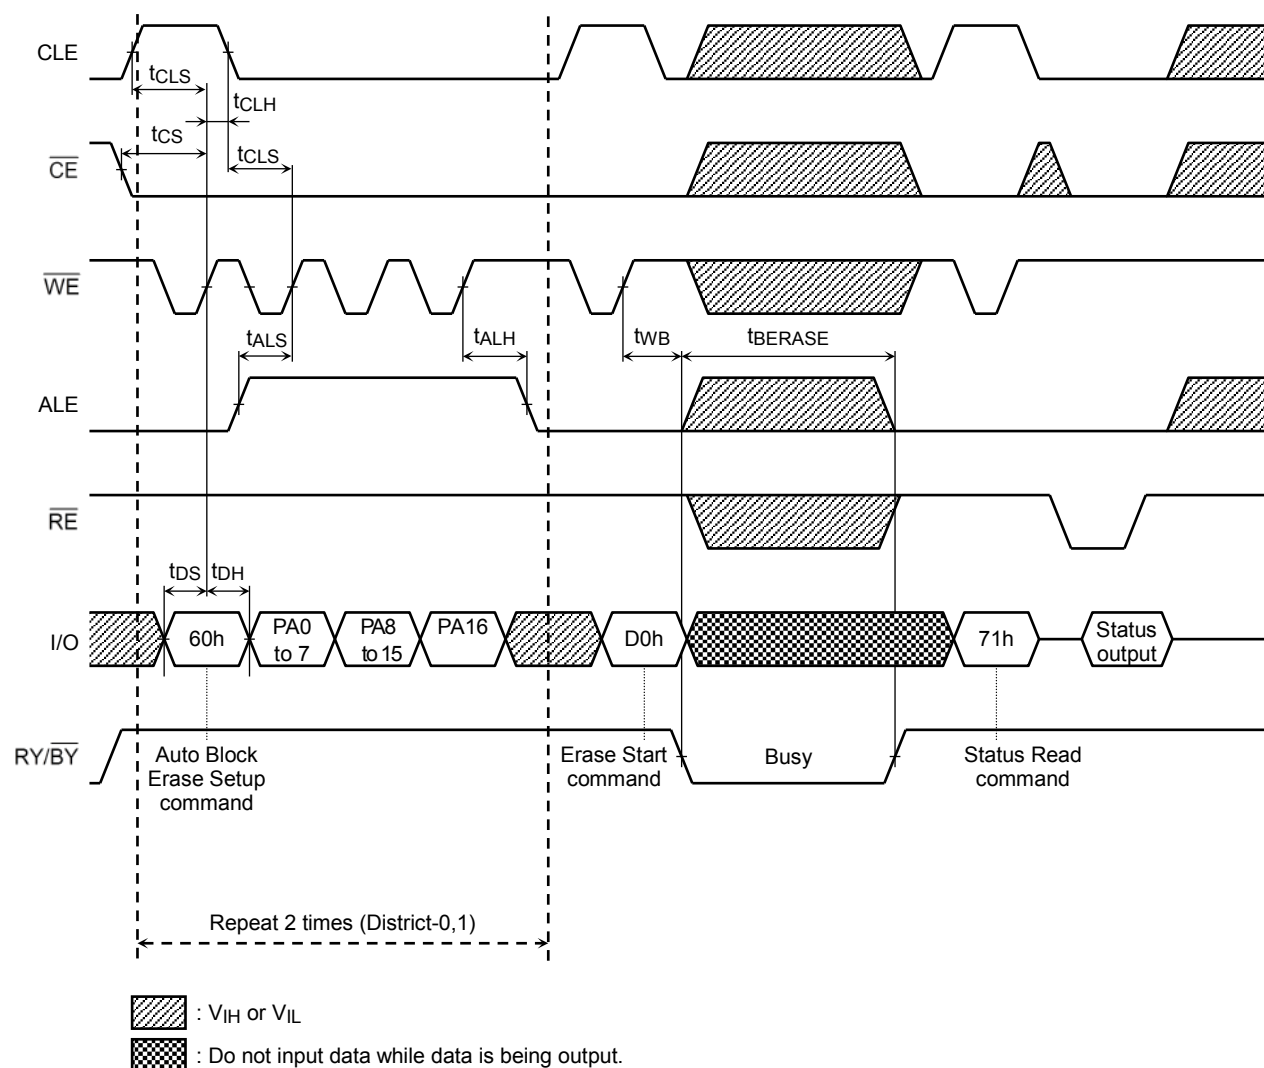 CLE
tCLS
tCLH
tCS
tCLS
CE
WE
tALS
tALH
tWB
tBERASE
ALE
RE
tDS
tDH
I/O
60h
PA0
to 7
PA8
to 15
PA16
D0h
71h
Status
output
RY/BY
Auto Block
Erase Setup
command
Erase Start
command
Busy
Status Read
command
Repeat 2 times (District-0,1)
: VIH or VIL
: Do not input data while data is being output.